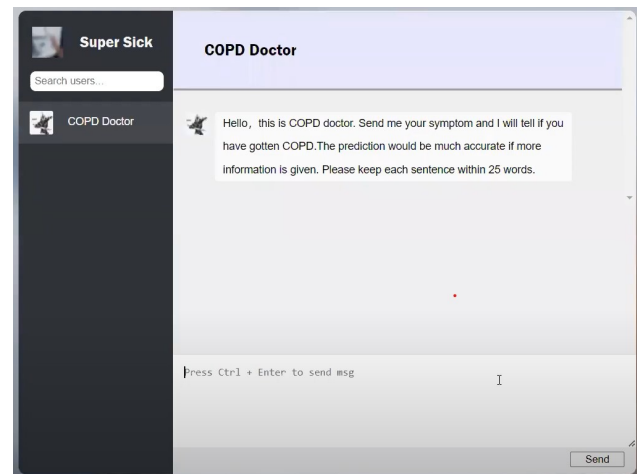 Super Sick
Search users...
COPD Doctor
COPD Doctor
Hello, this is COPD doctor. Send me your symptom and I will tell if you
have gotten COPD.The prediction would be much accurate if more
information is given. Please keep each sentence within 25 words.
Press Ctrl + Enter to send msg
Send